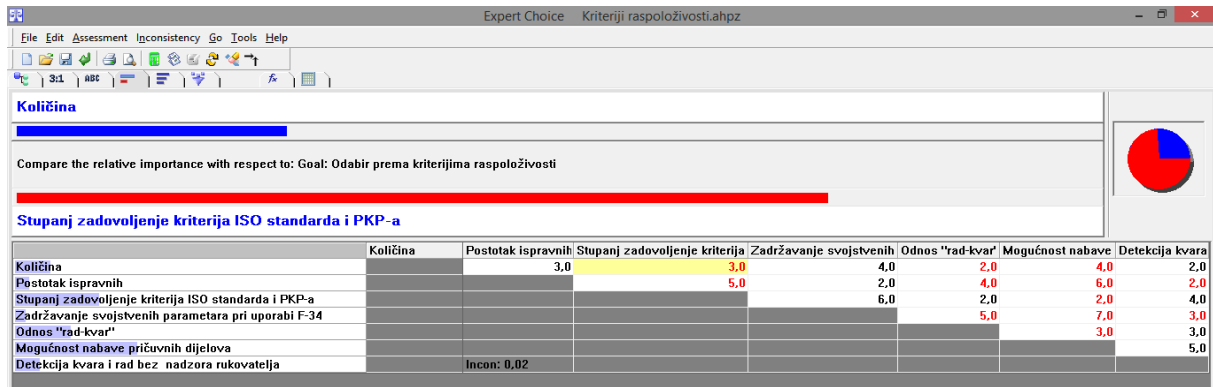 Expert Choice Kriteriji raspoloživosti.ahpz
File Edit Assessment Inconsistency Go Tools Help
3:1 ABC fx
Količina
Compare the relative importance with respect to: Goal: Odabir prema kriterijima raspoloživosti
Stupanj zadovoljenje kriterija ISO standarda i PKP-a
Količina Postotak ispravnih Stupanj zadovoljenje kriterija Zadržavanje svojstvenih Odnos "rad-kvar' Mogućnost nabave Detekcija kvara
Količina 3,0 3,0 4,0 2,0 4,0 2,0
Postotak ispravnih 5,0 2,0 4,0 6,0 2,0
Stupanj zadovoljenje kriterija ISO standarda i PKP-a 6,0 2,0 2,0 4,0
Zadržavanje svojstvenih parametara pri uporabi F-34 5,0 7,0 3,0
Odnos "rad-kvar" 3,0 3,0
Mogućnost nabave pričuvnih dijelova 5,0
Detekcija kvara i rad bez nadzora rukovatelja Incon: 0,02